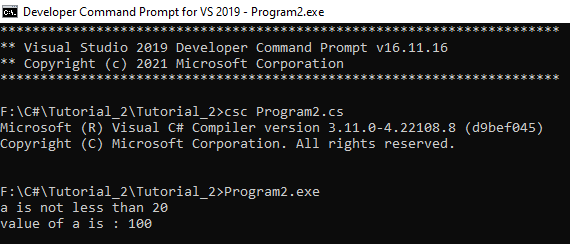 Developer Command Prompt for VS 2019 - Program2.exe
**********************************************************************
** Visual Studio 2019 Developer Command Prompt v16.11.16
** Copyright (c) 2021 Microsoft Corporation
**********************************************************************
F:\C#\Tutorial_2\Tutorial_2>csc Program2.cs
Microsoft (R) Visual C# Compiler version 3.11.0-4.22108.8 (d9bef045)
Copyright (C) Microsoft Corporation. All rights reserved.
F:\C#\Tutorial_2\Tutorial_2>Program2.exe
a is not less than 20
value of a is : 100